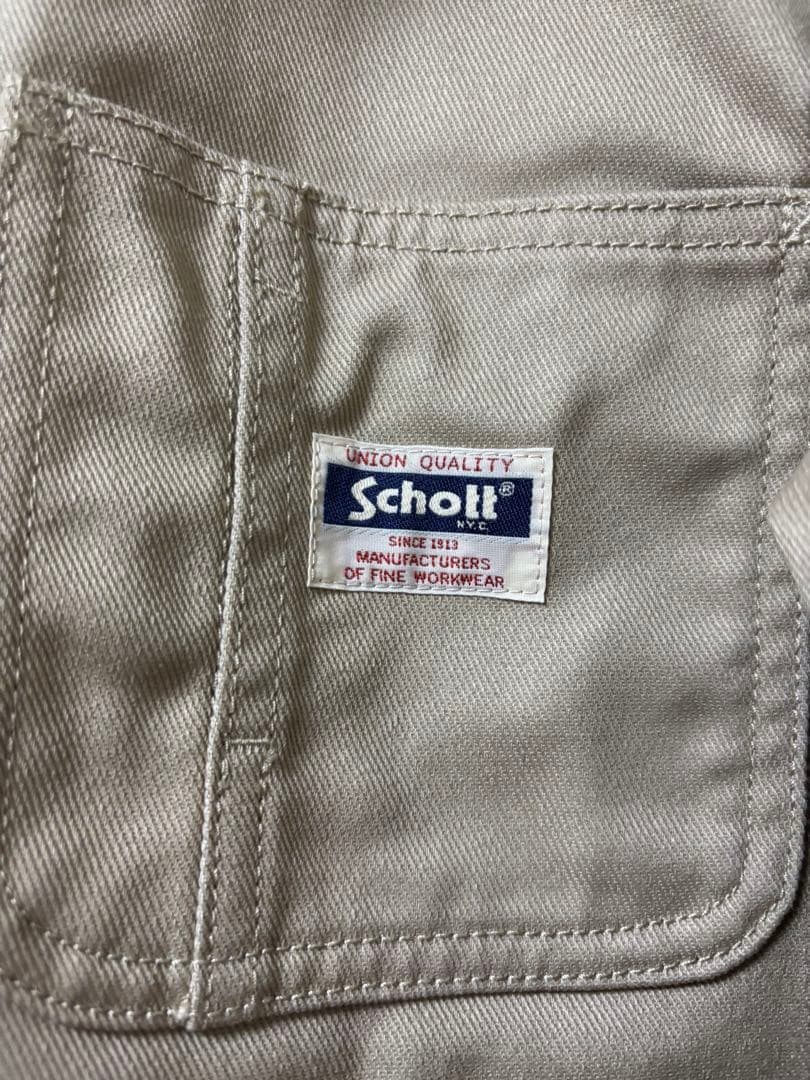 UNION QUALITY
Schott®
N.Y.C.
SINCE 1913
MANUFACTURERS
OF FINE WORKWEAR